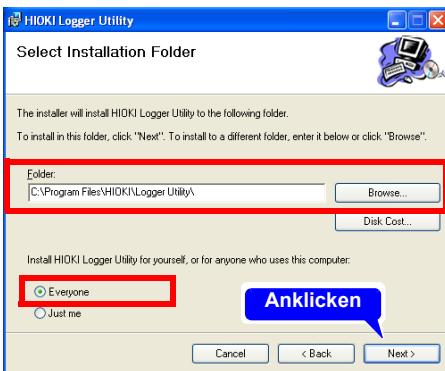 HIOKI Logger Utility
Select Installation Folder
The installer will install HIOKI Logger Utility to the following folder.
To install in this folder, click "Next". To install to a different folder, enter it below or click "Browse".
Folder:
C:\Program Files\HIOKI\Logger Utility\
Browse...
Disk Cost...
Install HIOKI Logger Utility for yourself, or for anyone who uses this computer:
Everyone
Just me
Anklicken
Cancel
< Back
Next >